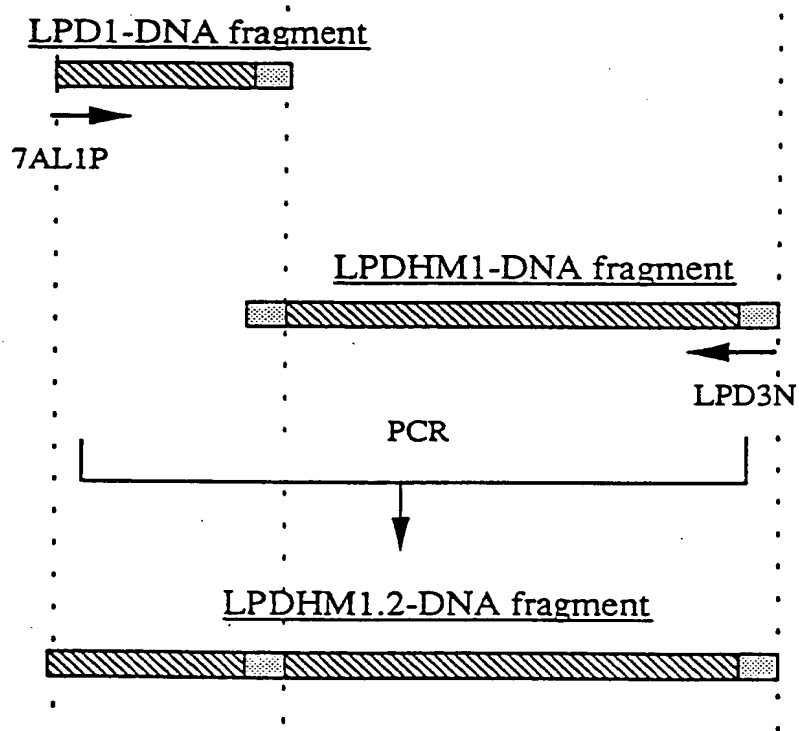 LPD1-DNA fragment
7AL1P
LPDHM1-DNA fragment
LPD3N
PCR
LPDHM1.2-DNA fragment